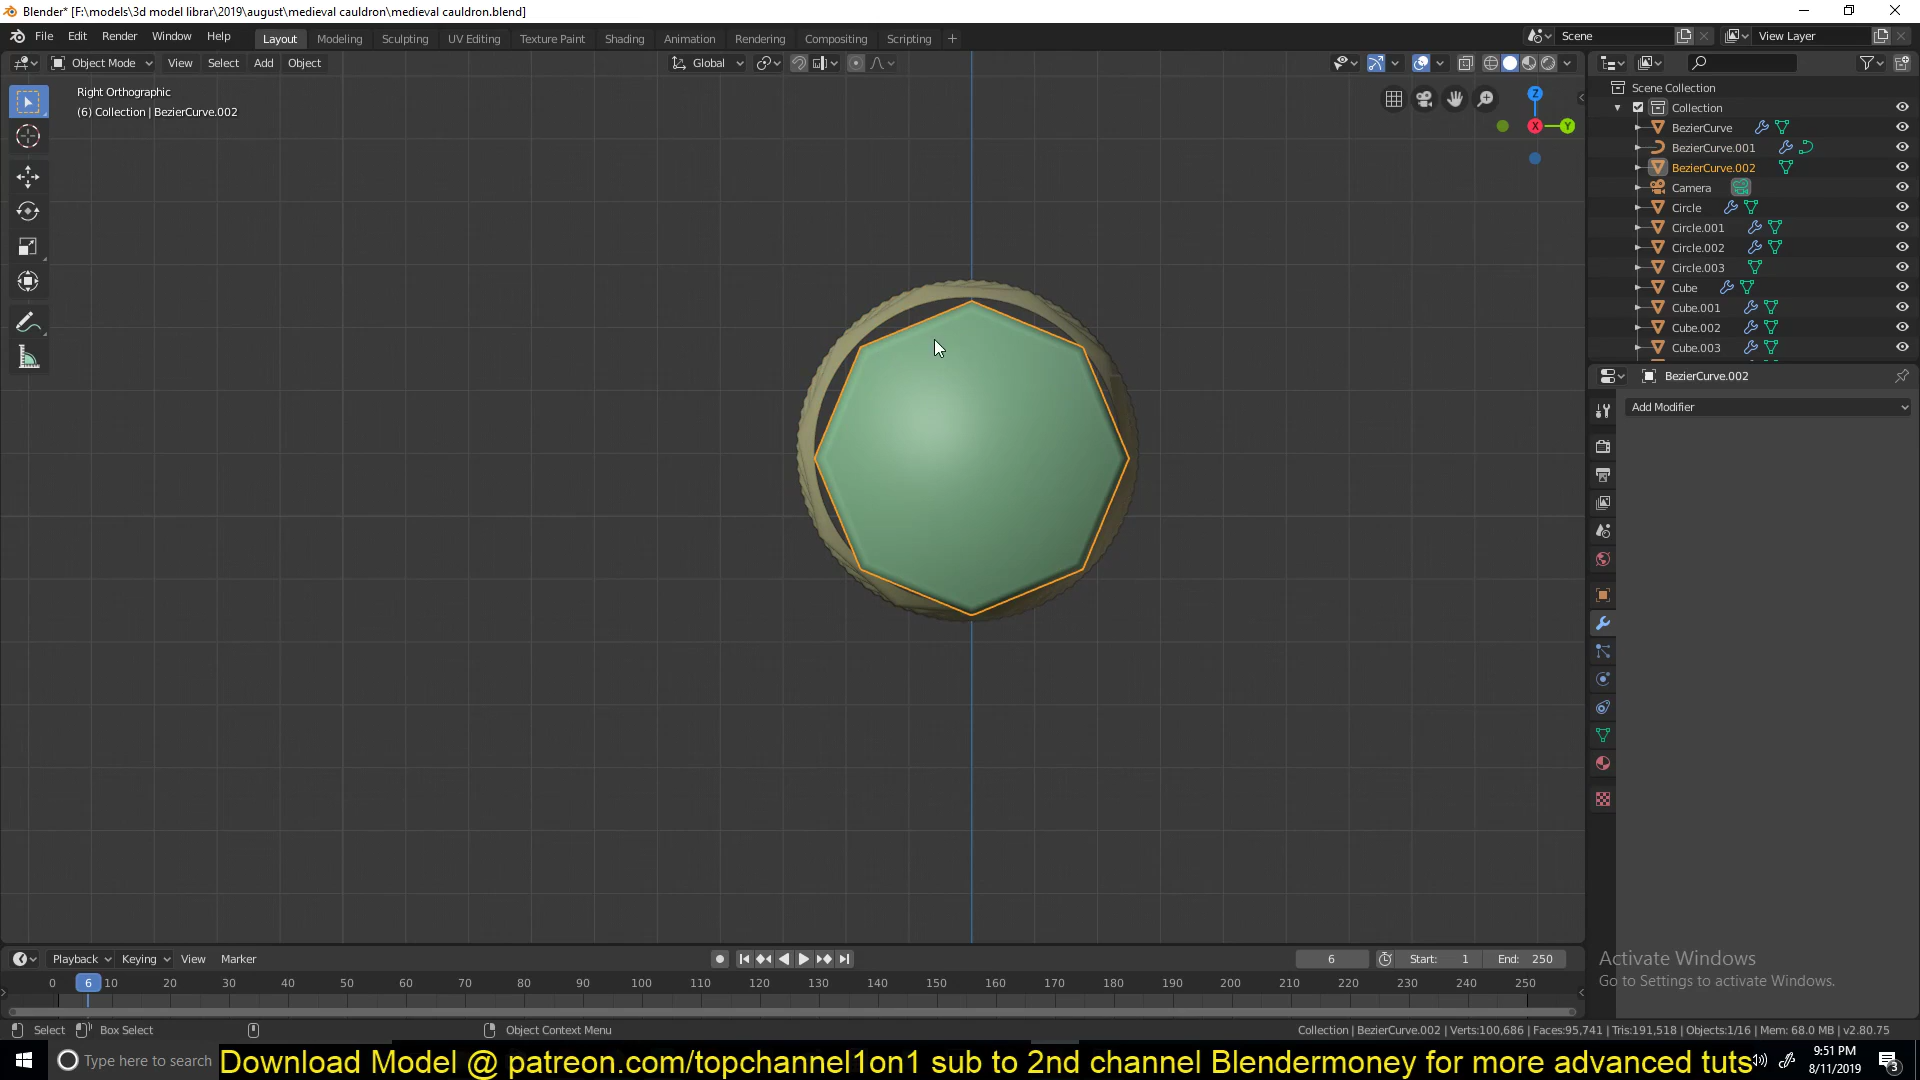 Blender* [F:\models\3d model librar\2019\august\medieval cauldron\medieval cauldron.blend]
File Edit Render Window Help Layout Modeling Sculpting UV Editing Texture Paint Shading Animation Rendering Compositing Scripting + Scene View Layer
Object Mode View Select Add Object Global
Right Orthographic
(6) Collection | BezierCurve.002
Z
X
Y
Scene Collection
Collection
BezierCurve
BezierCurve.001
BezierCurve.002
Camera
Circle
Circle.001
Circle.002
Circle.003
Cube
Cube.001
Cube.002
Cube.003
BezierCurve.002
Add Modifier
Activate Windows
Go to Settings to activate Windows.
Playback Keying View Marker 6 Start: 1 End: 250
0 6 10 20 30 40 50 60 70 80 90 100 110 120 130 140 150 160 170 180 190 200 210 220 230 240 250
Select Box Select Object Context Menu Collection | BezierCurve.002 | Verts:100,686 | Faces:95,741 | Tris:191,518 | Objects:1/16 | Mem: 68.0 MB | v2.80.75
Type here to search
Download Model @ patreon.com/topchannel1on1 sub to 2nd channel Blendermoney for more advanced tuts
9:51 PM
8/11/2019
3